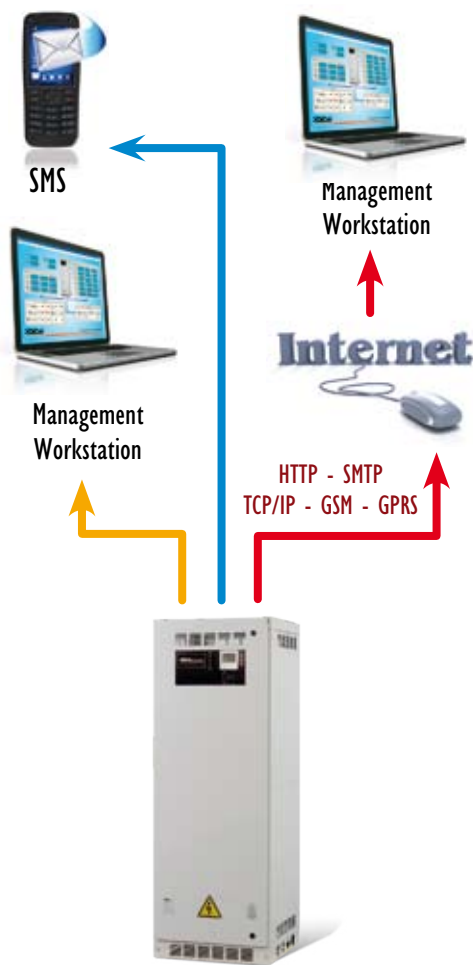 SMS
Management
Workstation
Management
Workstation
Internet
HTTP - SMTP
TCP/IP - GSM - GPRS